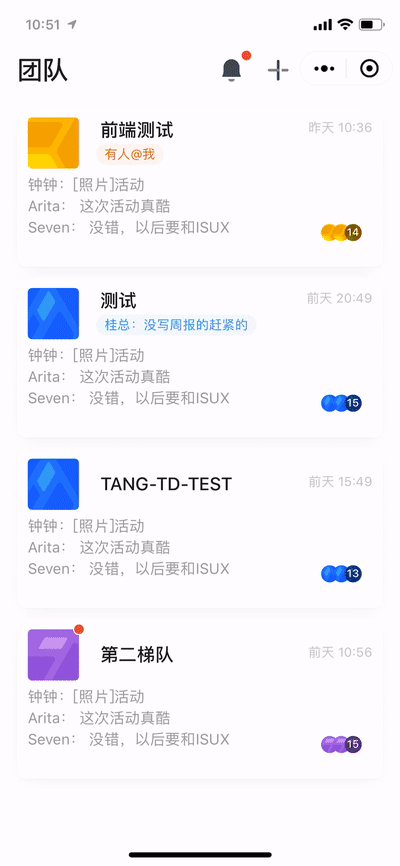 10:51
团队
前端测试
昨天 10:36
有人@我
钟钟：[照片]活动
Arita： 这次活动真酷
Seven： 没错，以后要和ISUX
14
测试
前天 20:49
桂总：没写周报的赶紧的
钟钟：[照片]活动
Arita： 这次活动真酷
Seven： 没错，以后要和ISUX
15
TANG-TD-TEST
前天 15:49
钟钟：[照片]活动
Arita： 这次活动真酷
Seven： 没错，以后要和ISUX
13
第二梯队
前天 10:56
钟钟：[照片]活动
Arita： 这次活动真酷
Seven： 没错，以后要和ISUX
15